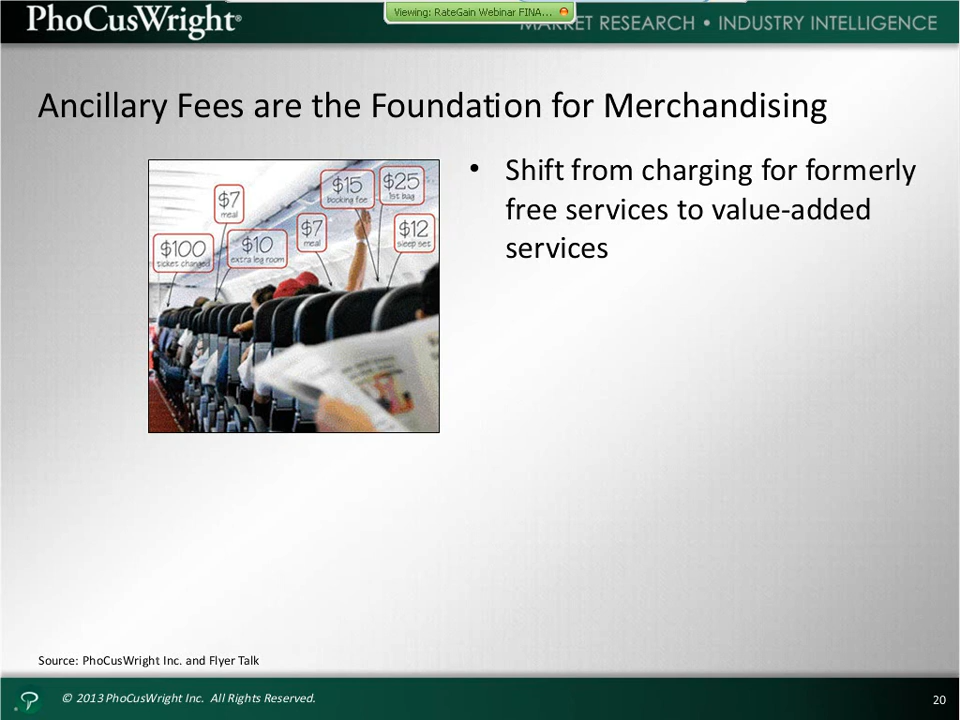 PhoCusWright®
Viewing: RateGain Webinar FINA...
MARKET RESEARCH • INDUSTRY INTELLIGENCE
Ancillary Fees are the Foundation for Merchandising
$7
meal
$15
booking fee
$25
1st bag
$100
ticket changed
$10
extra leg room
$7
meal
$12
sleep set
• Shift from charging for formerly
free services to value-added
services
Source: PhoCusWright Inc. and Flyer Talk
© 2013 PhoCusWright Inc. All Rights Reserved.
20